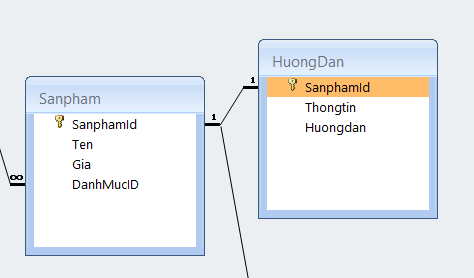 HuongDan
1
SanphamId
Thongtin
Huongdan
Sanpham
1
SanphamId
Ten
Gia
DanhMucID
∞